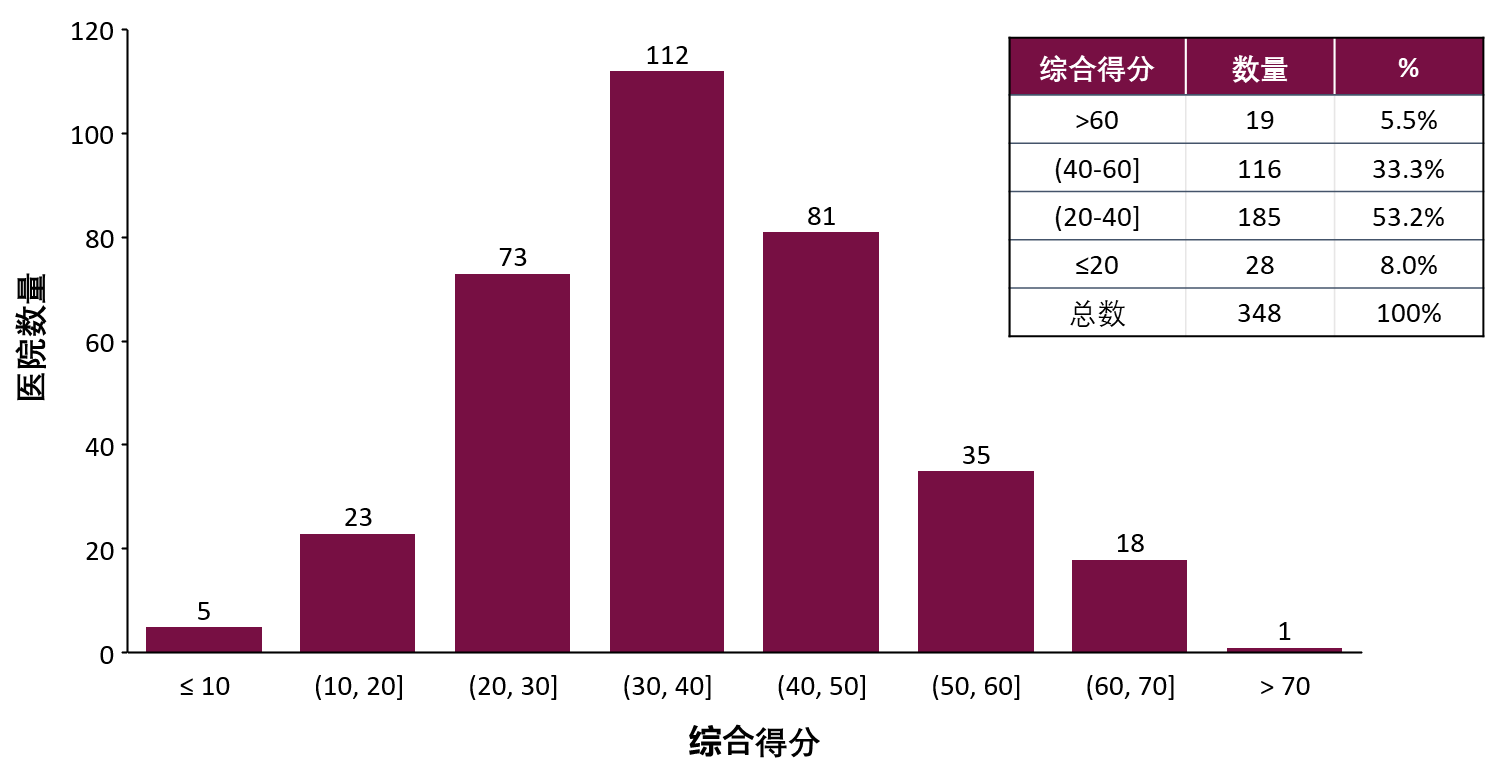 120
100
80
60
40
20
0
医院数量
5
23
73
112
81
35
18
1
≤ 10
(10, 20]
(20, 30]
(30, 40]
(40, 50]
(50, 60]
(60, 70]
> 70
综合得分
综合得分 数量 %
>60 19 5.5%
(40-60] 116 33.3%
(20-40] 185 53.2%
≤20 28 8.0%
总数 348 100%